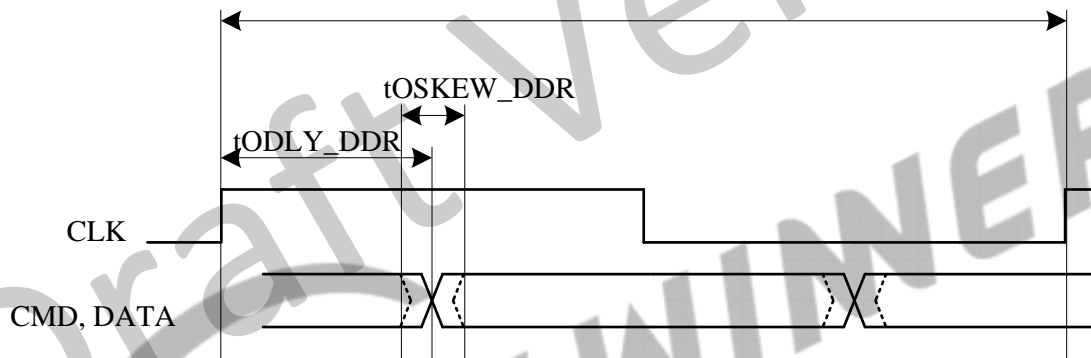 tOSKEW_DDR
tODLY_DDR
CLK
CMD, DATA
Draft Ver
WINNER